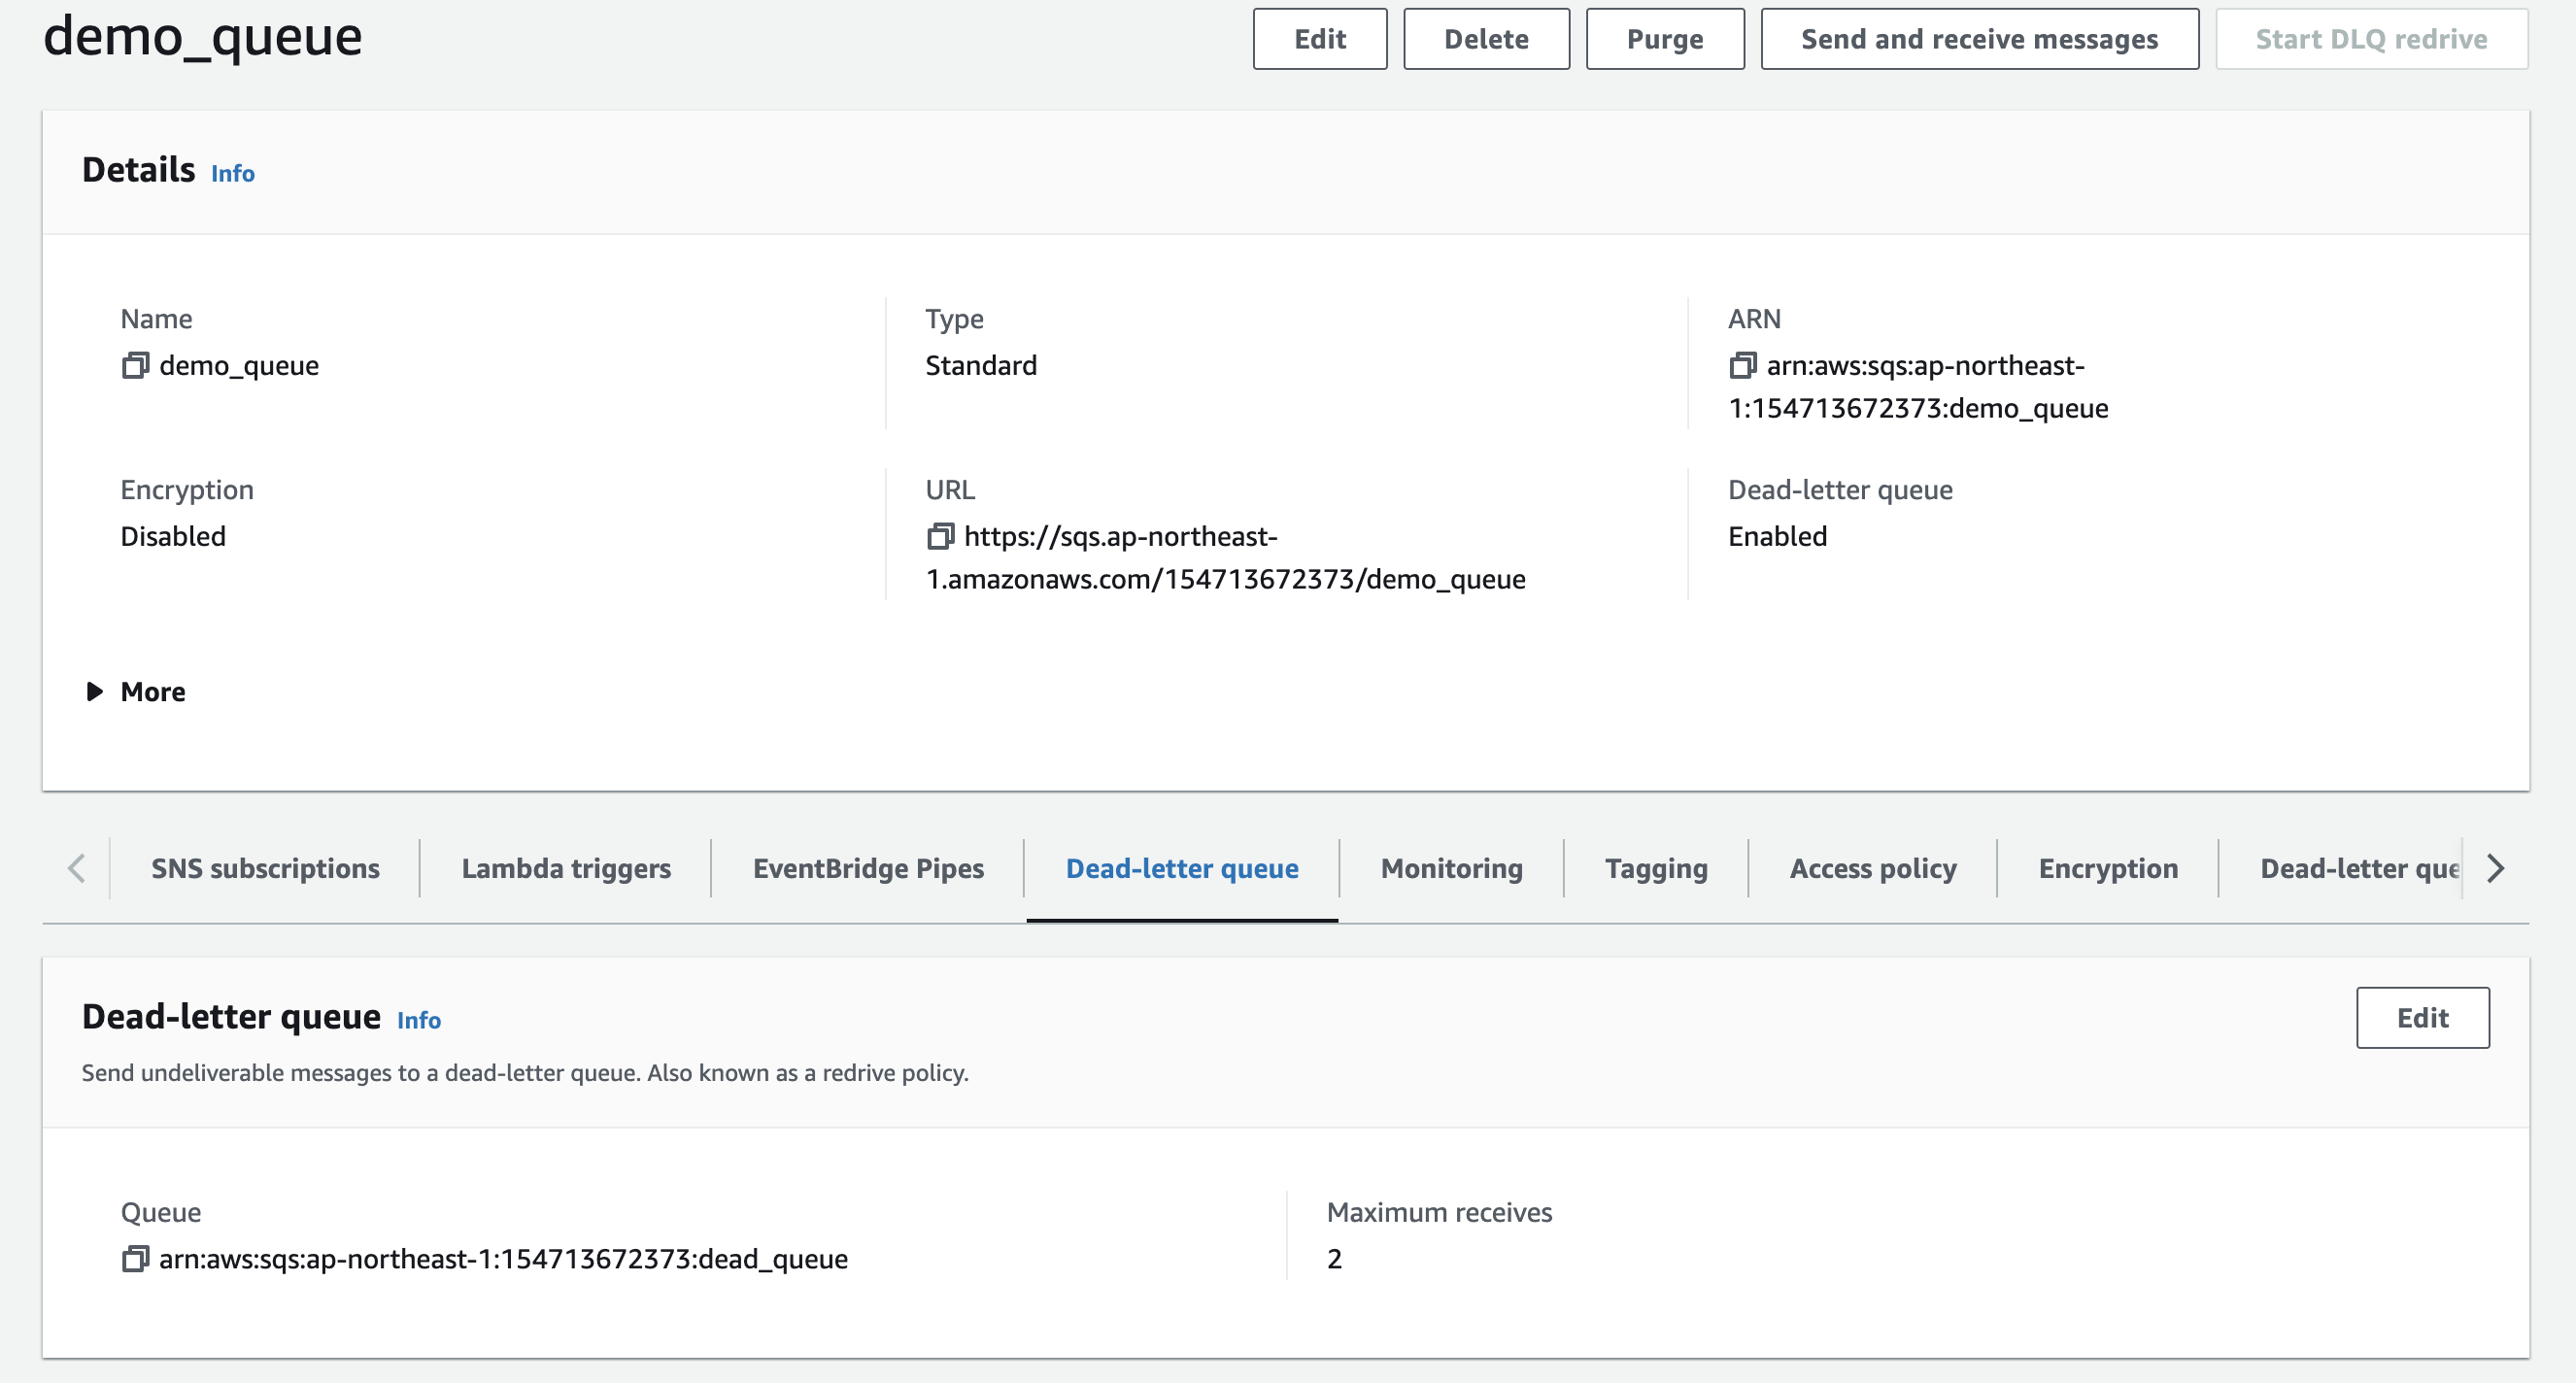 demo_queue
Edit
Delete
Purge
Send and receive messages
Start DLQ redrive
Details Info
Name
demo_queue
Type
Standard
ARN
arn:aws:sqs:ap-northeast-
1:154713672373:demo_queue
Encryption
Disabled
URL
https://sqs.ap-northeast-
1.amazonaws.com/154713672373/demo_queue
Dead-letter queue
Enabled
More
SNS subscriptions
Lambda triggers
EventBridge Pipes
Dead-letter queue
Monitoring
Tagging
Access policy
Encryption
Dead-letter que
Dead-letter queue Info
Edit
Send undeliverable messages to a dead-letter queue. Also known as a redrive policy.
Queue
arn:aws:sqs:ap-northeast-1:154713672373:dead_queue
Maximum receives
2